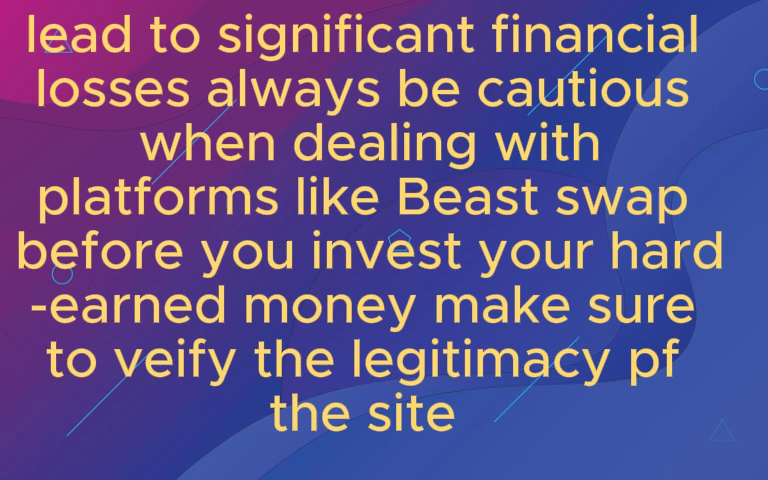 lead to significant financial
losses always be cautious
when dealing with
platforms like Beast swap
before you invest your hard
-earned money make sure
to veify the legitimacy pf
the site